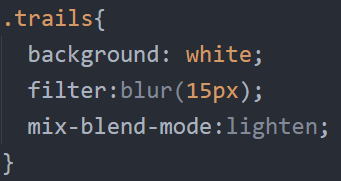 .trails{
  background: white;
  filter:blur(15px);
  mix-blend-mode:lighten;
}